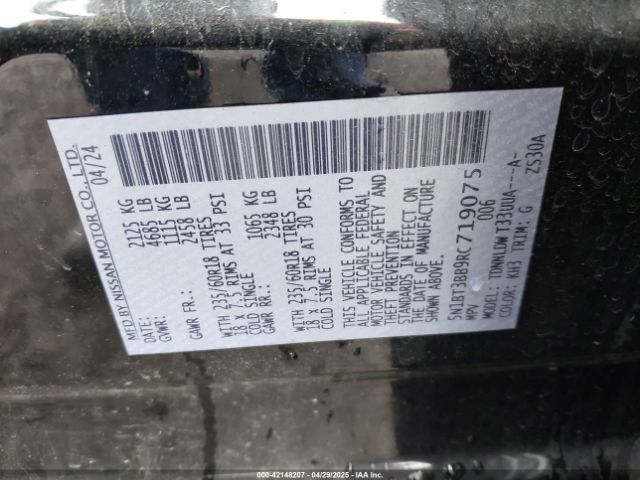 MFD BY NISSAN MOTOR CO., LTD.
DATE: 04/24
GVWR: 2125 KG
4685 LB
GAWR FR.: 1115 KG
2458 LB
WITH 235/60R18 TIRES
18 X 7.5 RIMS AT 33 PSI
COLD SINGLE
GAWR RR.: 1065 KG
2348 LB
WITH 235/60R18 TIRES
18 X 7.5 RIMS AT 30 PSI
COLD SINGLE
THIS VEHICLE CONFORMS TO
ALL APPLICABLE FEDERAL
MOTOR VEHICLE SAFETY AND
THEFT PREVENTION
STANDARDS IN EFFECT ON
THE DATE OF MANUFACTURE
SHOWN ABOVE.
5N1BT3BB9RC719075
MPV 006
MODEL: TDNNLDWT33UUA---A-
COLOR: KH3 TRIM: G ZS30A
000-42148207 - 04/29/2025 - IAA Holdings, LLC.